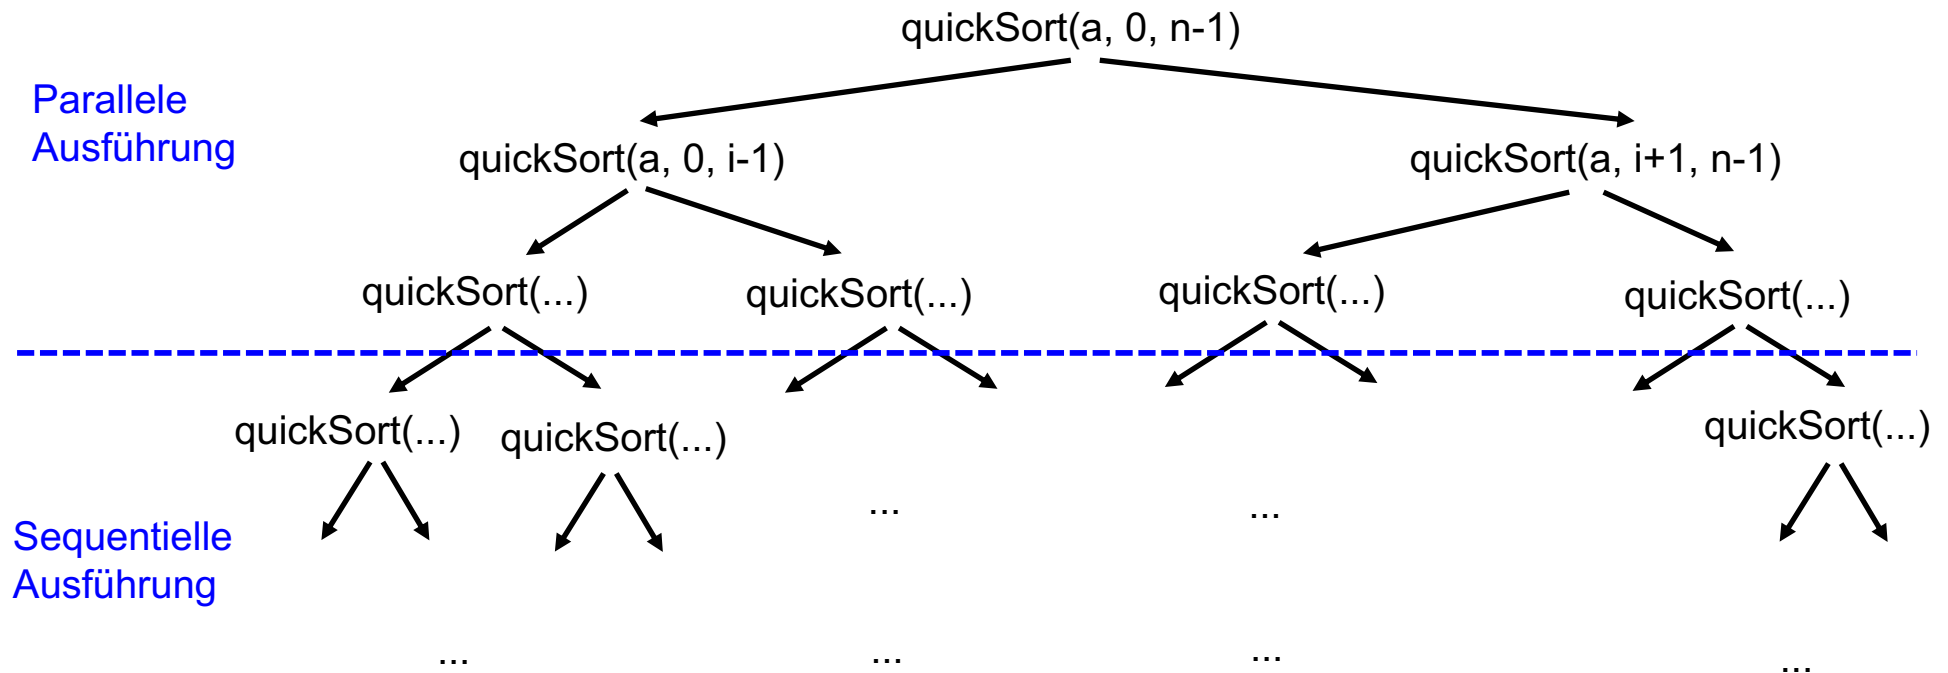 quickSort(a, 0, n-1)
Parallele
Ausführung
quickSort(a, 0, i-1)
quickSort(a, i+1, n-1)
quickSort(...)
quickSort(...)
quickSort(...)
quickSort(...)
quickSort(...)
quickSort(...)
quickSort(...)
...
...
Sequentielle
Ausführung
...
...
...
...